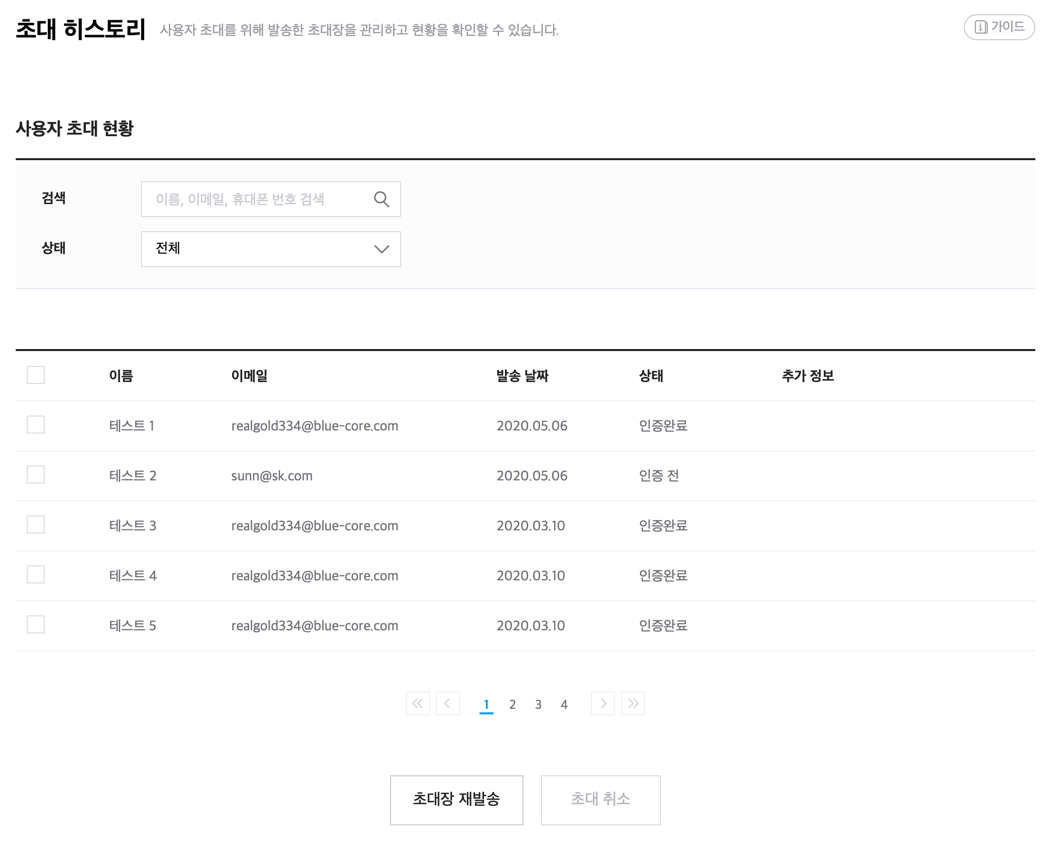 초대 히스토리 사용자 초대를 위해 발송한 초대장을 관리하고 현황을 확인할 수 있습니다. 가이드
사용자 초대 현황
검색 이름, 이메일, 휴대폰 번호 검색
상태 전체
이름 이메일 발송 날짜 상태 추가 정보
테스트 1 realgold334@blue-core.com 2020.05.06 인증완료
테스트 2 sunn@sk.com 2020.05.06 인증 전
테스트 3 realgold334@blue-core.com 2020.03.10 인증완료
테스트 4 realgold334@blue-core.com 2020.03.10 인증완료
테스트 5 realgold334@blue-core.com 2020.03.10 인증완료
1 2 3 4
초대장 재발송 초대 취소